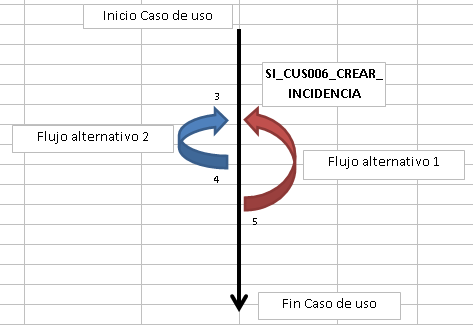 Inicio Caso de uso
SI_CUS006_CREAR_
INCIDENCIA
3
Flujo alternativo 2
Flujo alternativo 1
4
5
Fin Caso de uso